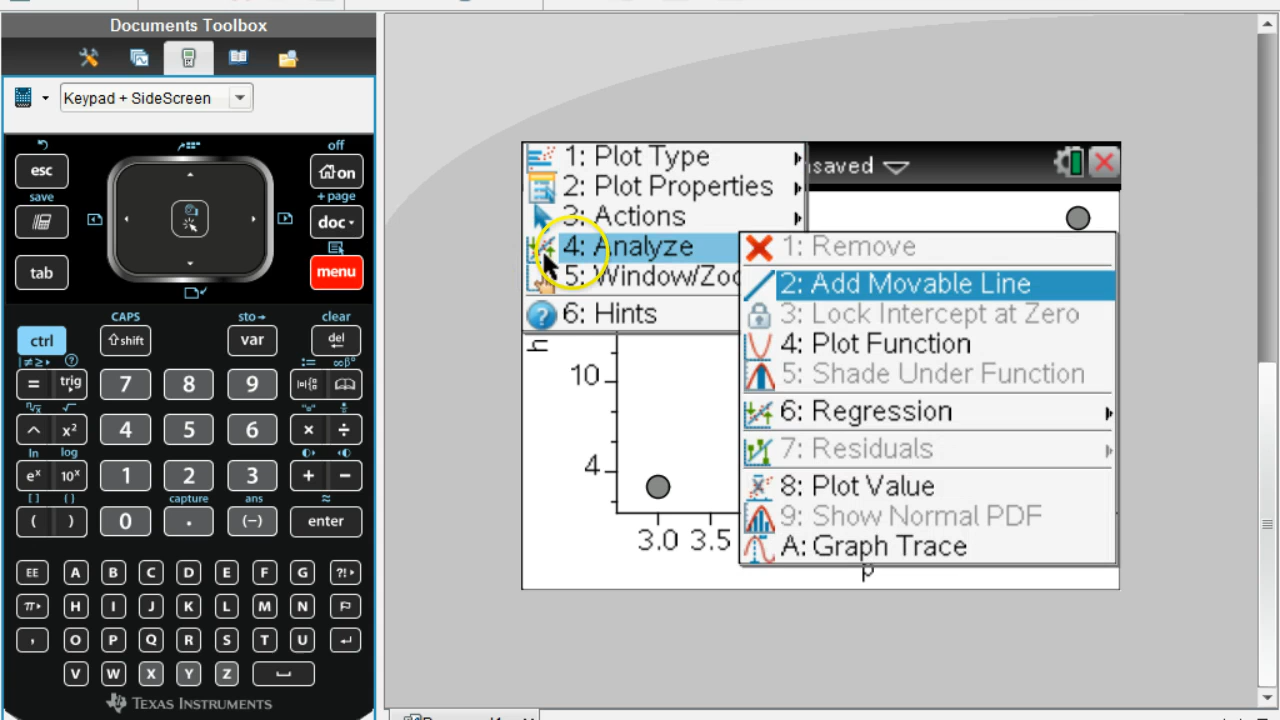 Documents Toolbox
Keypad + SideScreen
off
esc
on
save
+ page
doc
tab
menu
CAPS
sto→
clear
ctrl
⇧shift
var
del
= trig 7 8 9
^ x² 4 5 6 × ÷
ln log
eˣ 10ˣ 1 2 3 + −
[ ] { } capture ans ≈
( ) 0 . (−) enter
EE A B C D E F G ?!▸
π▸ H I J K L M N
, O P Q R S T U ↵
V W X Y Z
TEXAS INSTRUMENTS
1: Plot Type
2: Plot Properties
3: Actions
4: Analyze
5: Window/Zoo
6: Hints
saved
1: Remove
2: Add Movable Line
3: Lock Intercept at Zero
4: Plot Function
5: Shade Under Function
6: Regression
7: Residuals
8: Plot Value
9: Show Normal PDF
A: Graph Trace
h
10
4
3.0 3.5
p